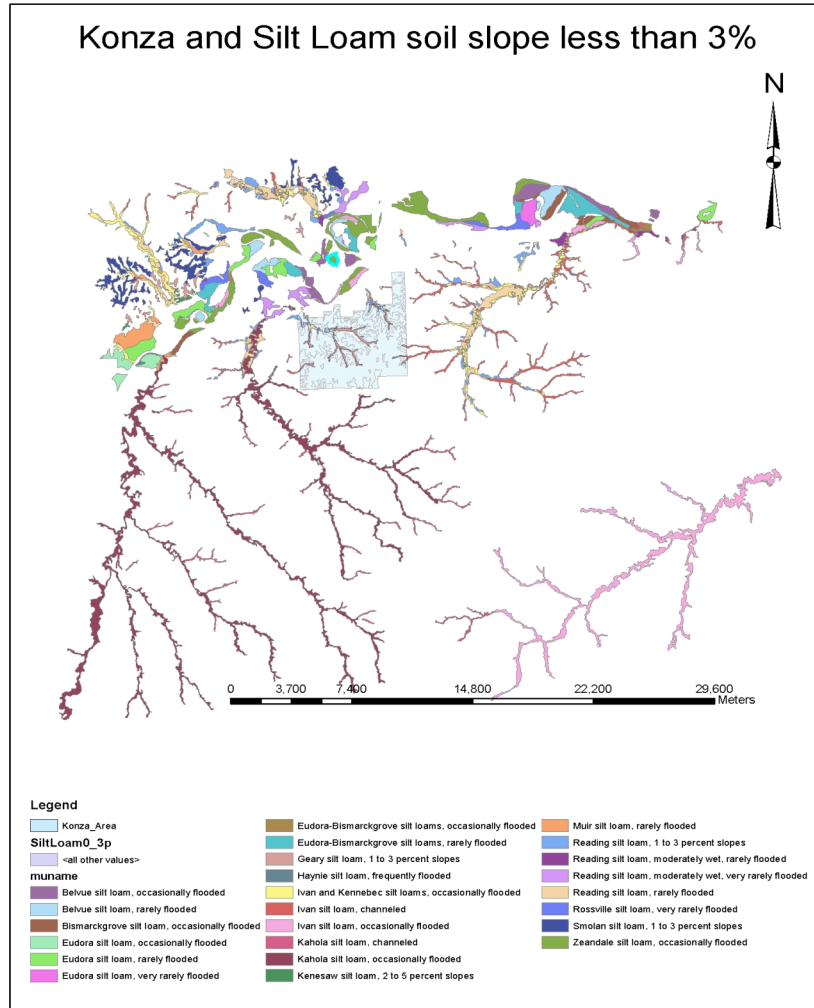 Konza and Silt Loam soil slope less than 3%
N
0 3,700 7,400 14,800 22,200 29,600
Meters
Legend
Konza_Area
SiltLoam0_3p
<all other values>
muname
Belvue silt loam, occasionally flooded
Belvue silt loam, rarely flooded
Bismarckgrove silt loam, occasionally flooded
Eudora silt loam, occasionally flooded
Eudora silt loam, rarely flooded
Eudora silt loam, very rarely flooded
Eudora-Bismarckgrove silt loams, occasionally flooded
Eudora-Bismarckgrove silt loams, rarely flooded
Geary silt loam, 1 to 3 percent slopes
Haynie silt loam, frequently flooded
Ivan and Kennebec silt loams, occasionally flooded
Ivan silt loam, channeled
Ivan silt loam, occasionally flooded
Kahola silt loam, channeled
Kahola silt loam, occasionally flooded
Kenesaw silt loam, 2 to 5 percent slopes
Muir silt loam, rarely flooded
Reading silt loam, 1 to 3 percent slopes
Reading silt loam, moderately wet, rarely flooded
Reading silt loam, moderately wet, very rarely flooded
Reading silt loam, rarely flooded
Rossville silt loam, very rarely flooded
Smolan silt loam, 1 to 3 percent slopes
Zeandale silt loam, occasionally flooded